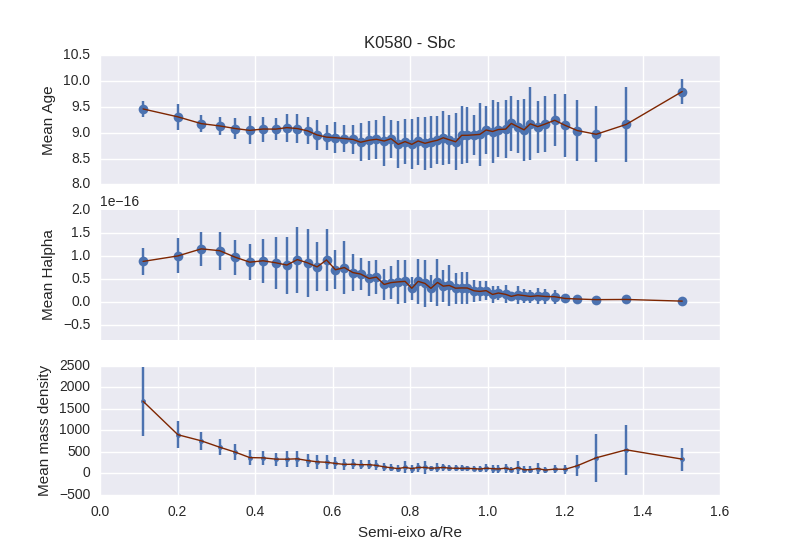 K0580 - Sbc
10.5
10.0
9.5
9.0
8.5
8.0
Mean Age
1e−16
2.0
1.5
1.0
0.5
0.0
−0.5
Mean Halpha
2500
2000
1500
1000
500
0
−500
Mean mass density
0.0 0.2 0.4 0.6 0.8 1.0 1.2 1.4 1.6
Semi-eixo a/Re